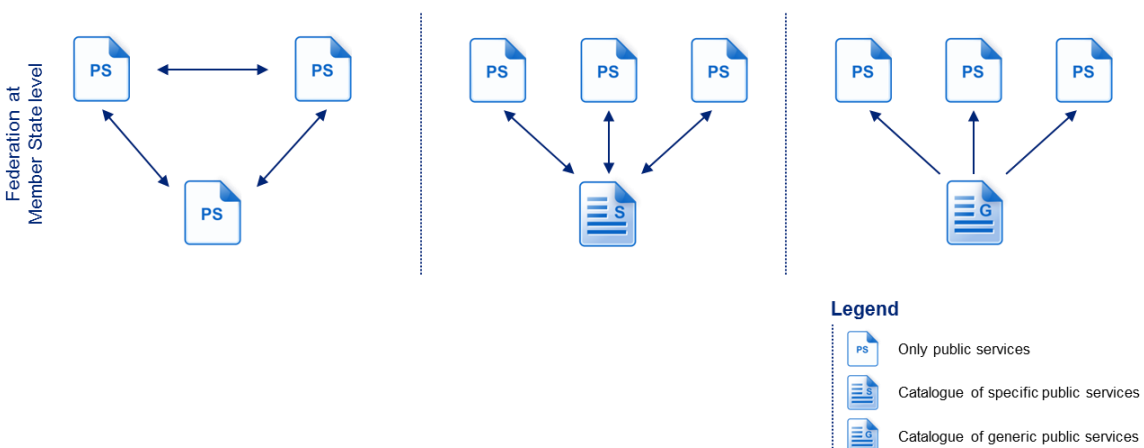 Federation at
Member State level
PS
PS
PS
PS
PS
PS
S
PS
PS
PS
G
Legend
PS
Only public services
S
Catalogue of specific public services
G
Catalogue of generic public services